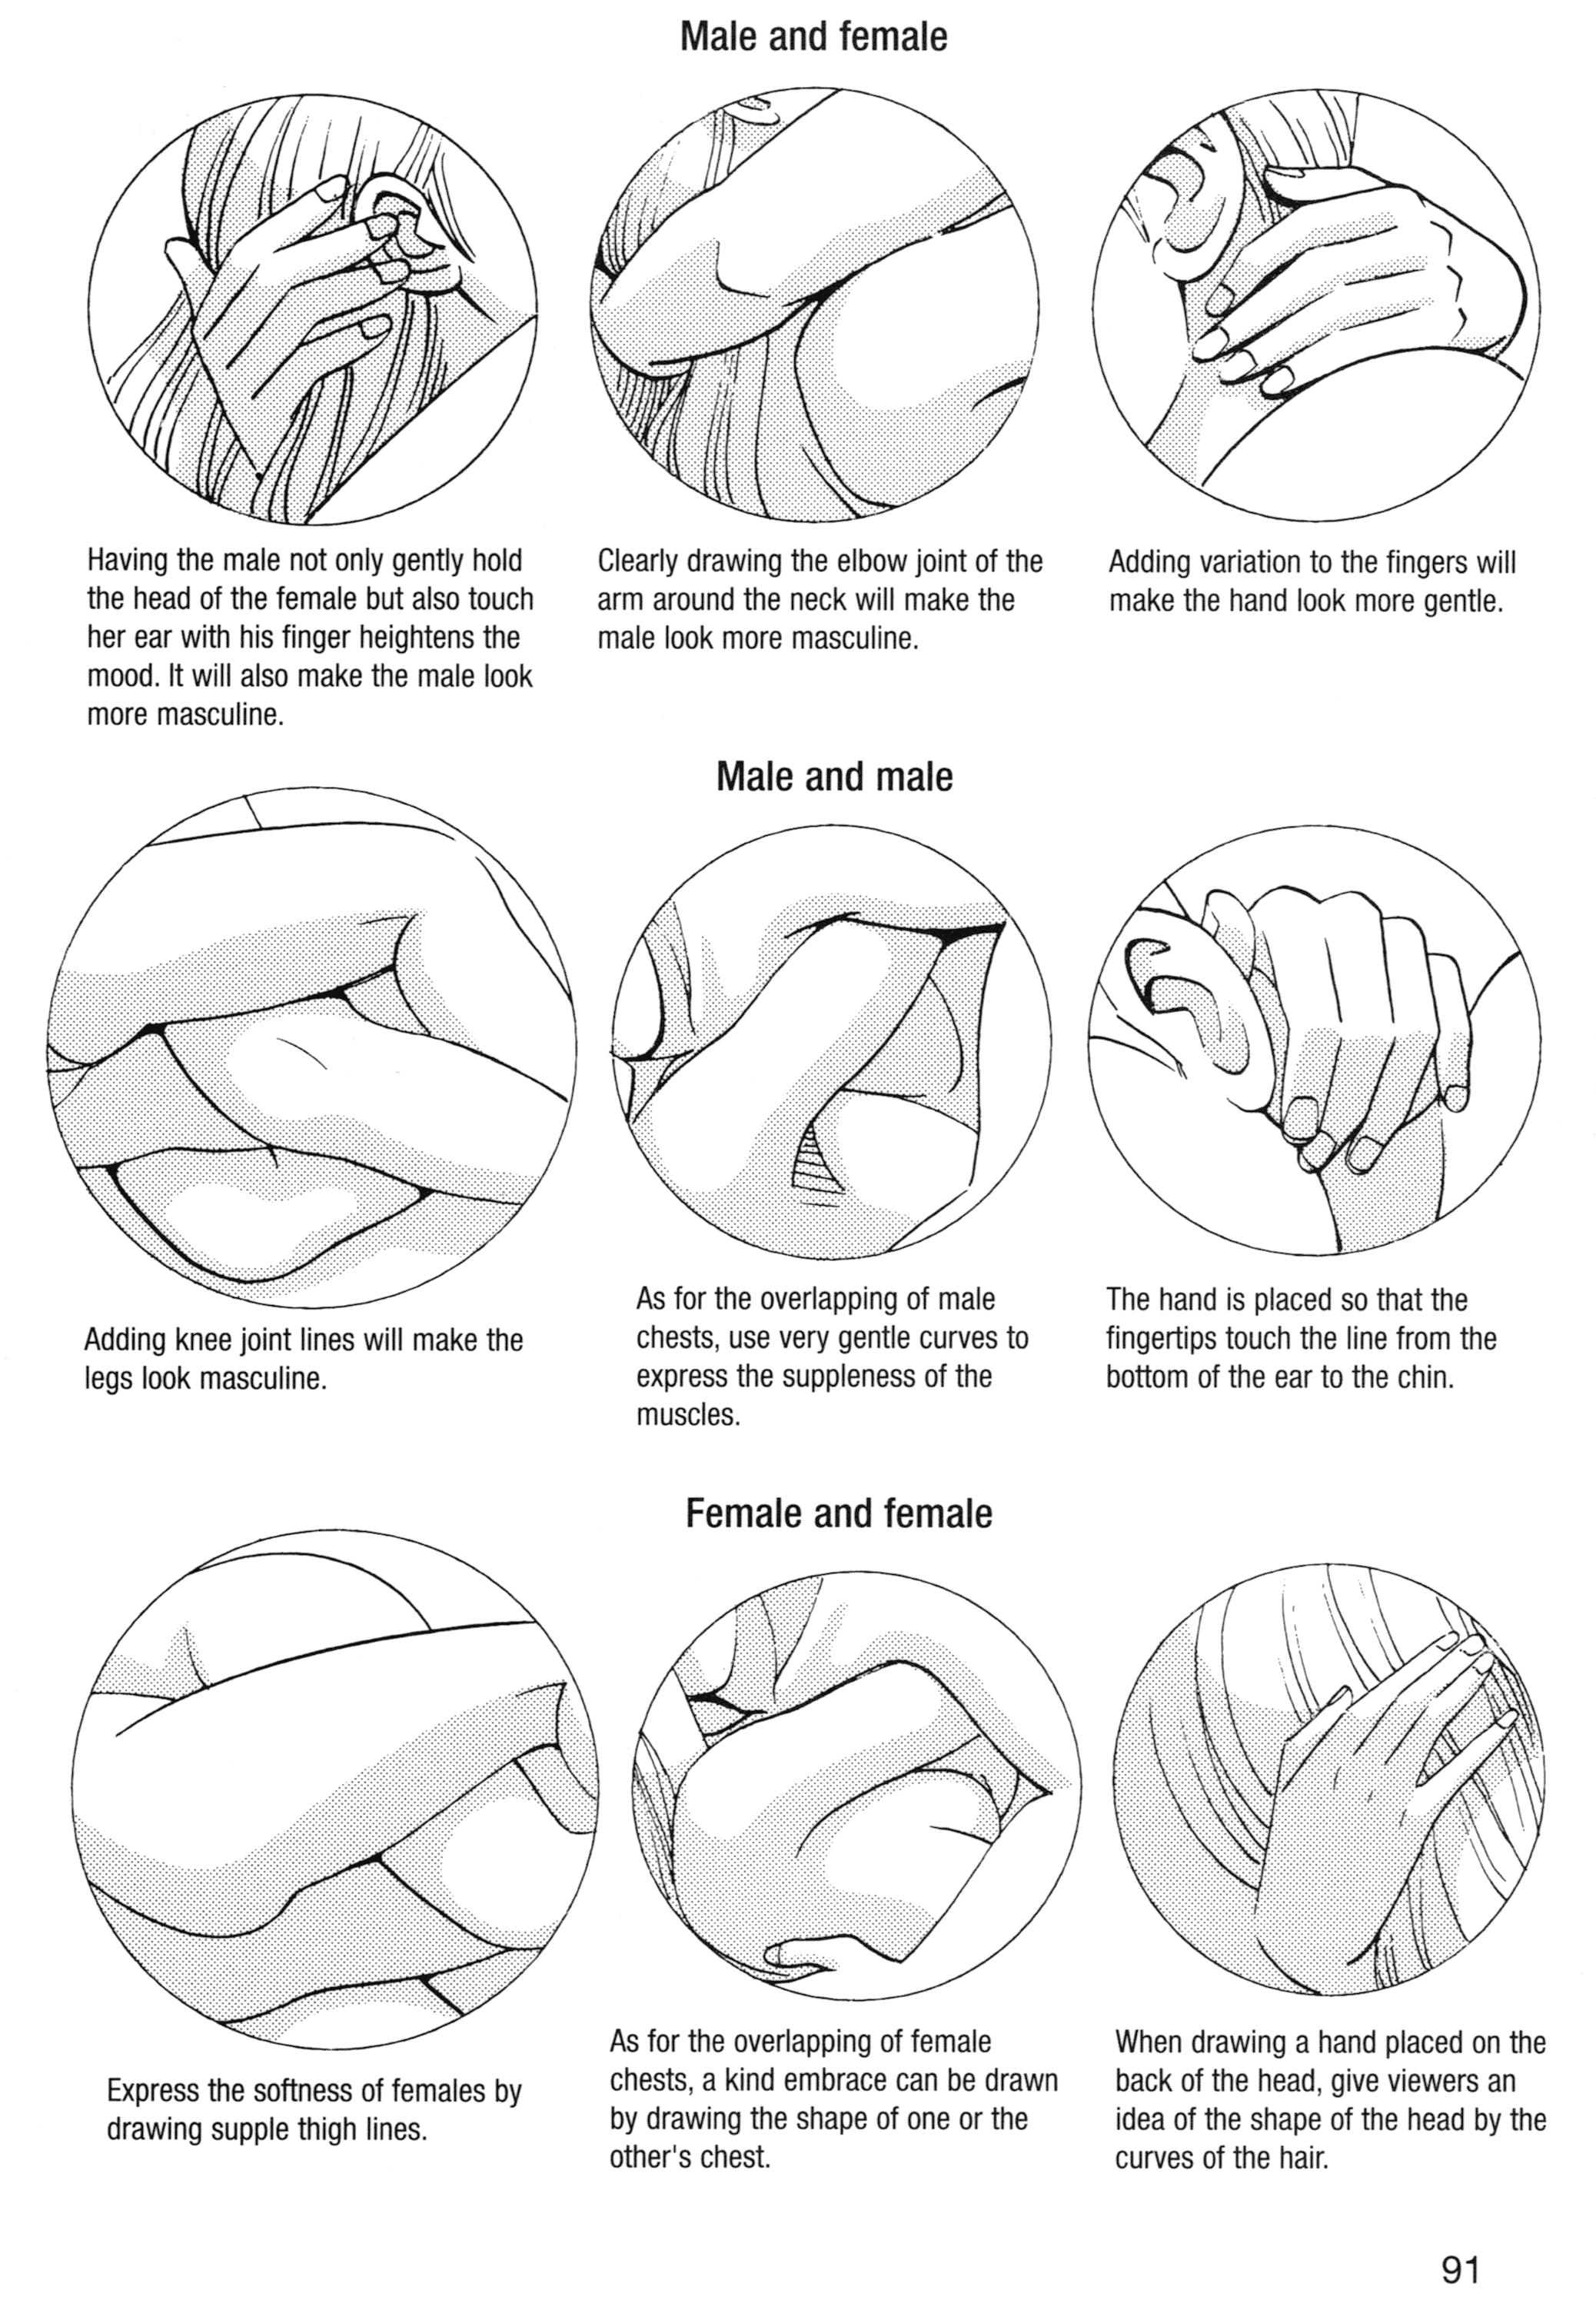 Male and female
Having the male not only gently hold
the head of the female but also touch
her ear with his finger heightens the
mood. It will also make the male look
more masculine.
Clearly drawing the elbow joint of the
arm around the neck will make the
male look more masculine.
Adding variation to the fingers will
make the hand look more gentle.
Male and male
Adding knee joint lines will make the
legs look masculine.
As for the overlapping of male
chests, use very gentle curves to
express the suppleness of the
muscles.
The hand is placed so that the
fingertips touch the line from the
bottom of the ear to the chin.
Female and female
Express the softness of females by
drawing supple thigh lines.
As for the overlapping of female
chests, a kind embrace can be drawn
by drawing the shape of one or the
other's chest.
When drawing a hand placed on the
back of the head, give viewers an
idea of the shape of the head by the
curves of the hair.
91